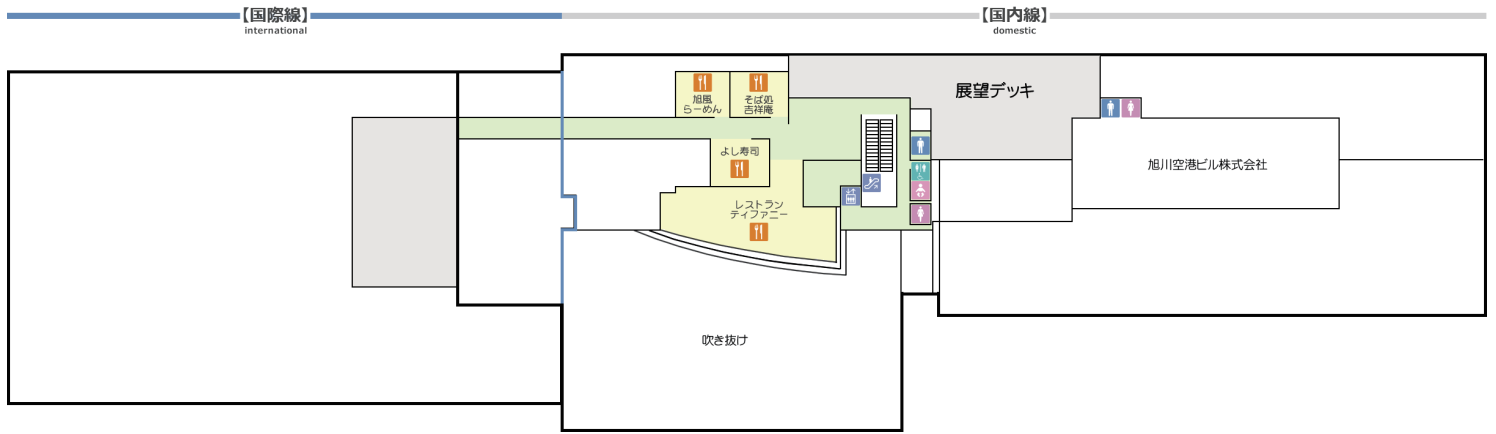 【国際線】
international
【国内線】
domestic
旭風
らーめん
そば処
吉祥庵
展望デッキ
よし寿司
旭川空港ビル株式会社
レストラン
ティファニー
吹き抜け